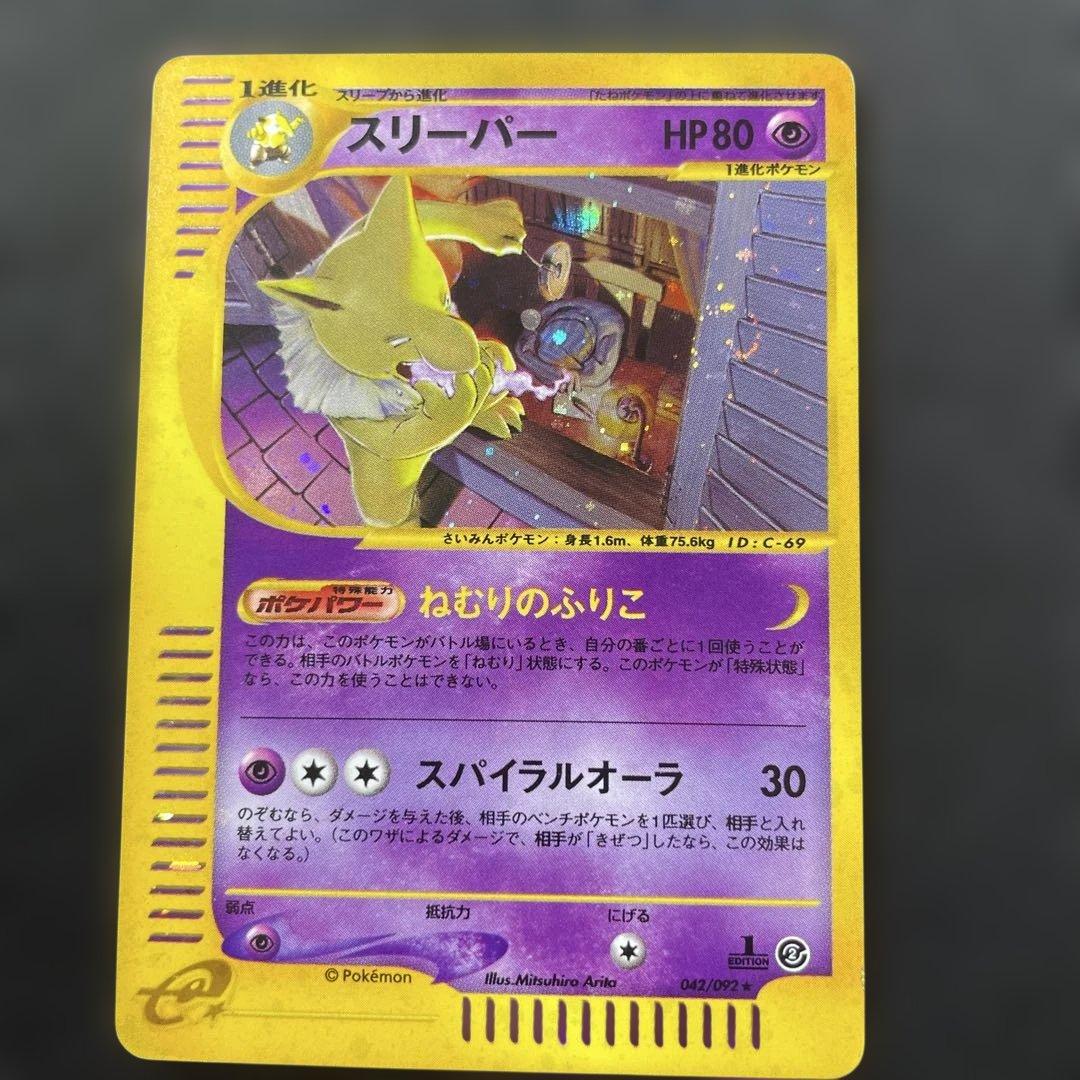 1進化
スリープから進化
「たねポケモン」の上に重ねて進化させます
スリーパー
HP80
1進化ポケモン
さいみんポケモン：身長1.6m、体重75.6kg ID:C-69
特殊能力
ポケパワー
ねむりのふりこ
この力は、このポケモンがバトル場にいるとき、自分の番ごとに1回使うことが
できる。相手のバトルポケモンを「ねむり」状態にする。このポケモンが「特殊状態」
なら、この力を使うことはできない。
スパイラルオーラ 30
のぞむなら、ダメージを与えた後、相手のベンチポケモンを1匹選び、相手と入れ
替えてよい。（このワザによるダメージで、相手が「きぜつ」したなら、この効果は
なくなる。）
弱点 抵抗力 にげる
1
EDITION
2
e
© Pokémon
Illus.Mitsuhiro Arita
042/092★